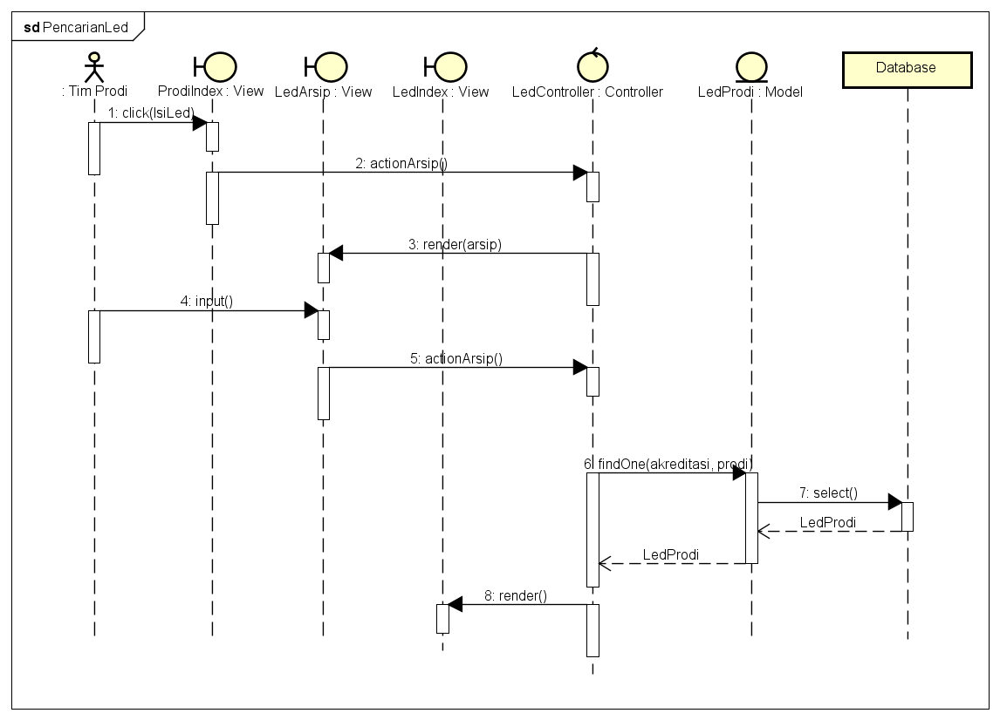 sd PencarianLed
: Tim Prodi
ProdiIndex : View
LedArsip : View
LedIndex : View
LedController : Controller
LedProdi : Model
Database
1: click(IsiLed)
2: actionArsip()
3: render(arsip)
4: input()
5: actionArsip()
6: findOne(akreditasi, prodi)
7: select()
LedProdi
LedProdi
8: render()